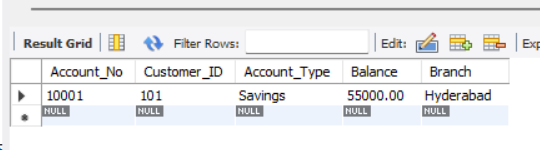 Result Grid Filter Rows: Edit:
Account_No Customer_ID Account_Type Balance Branch
10001 101 Savings 55000.00 Hyderabad
NULL NULL NULL NULL NULL